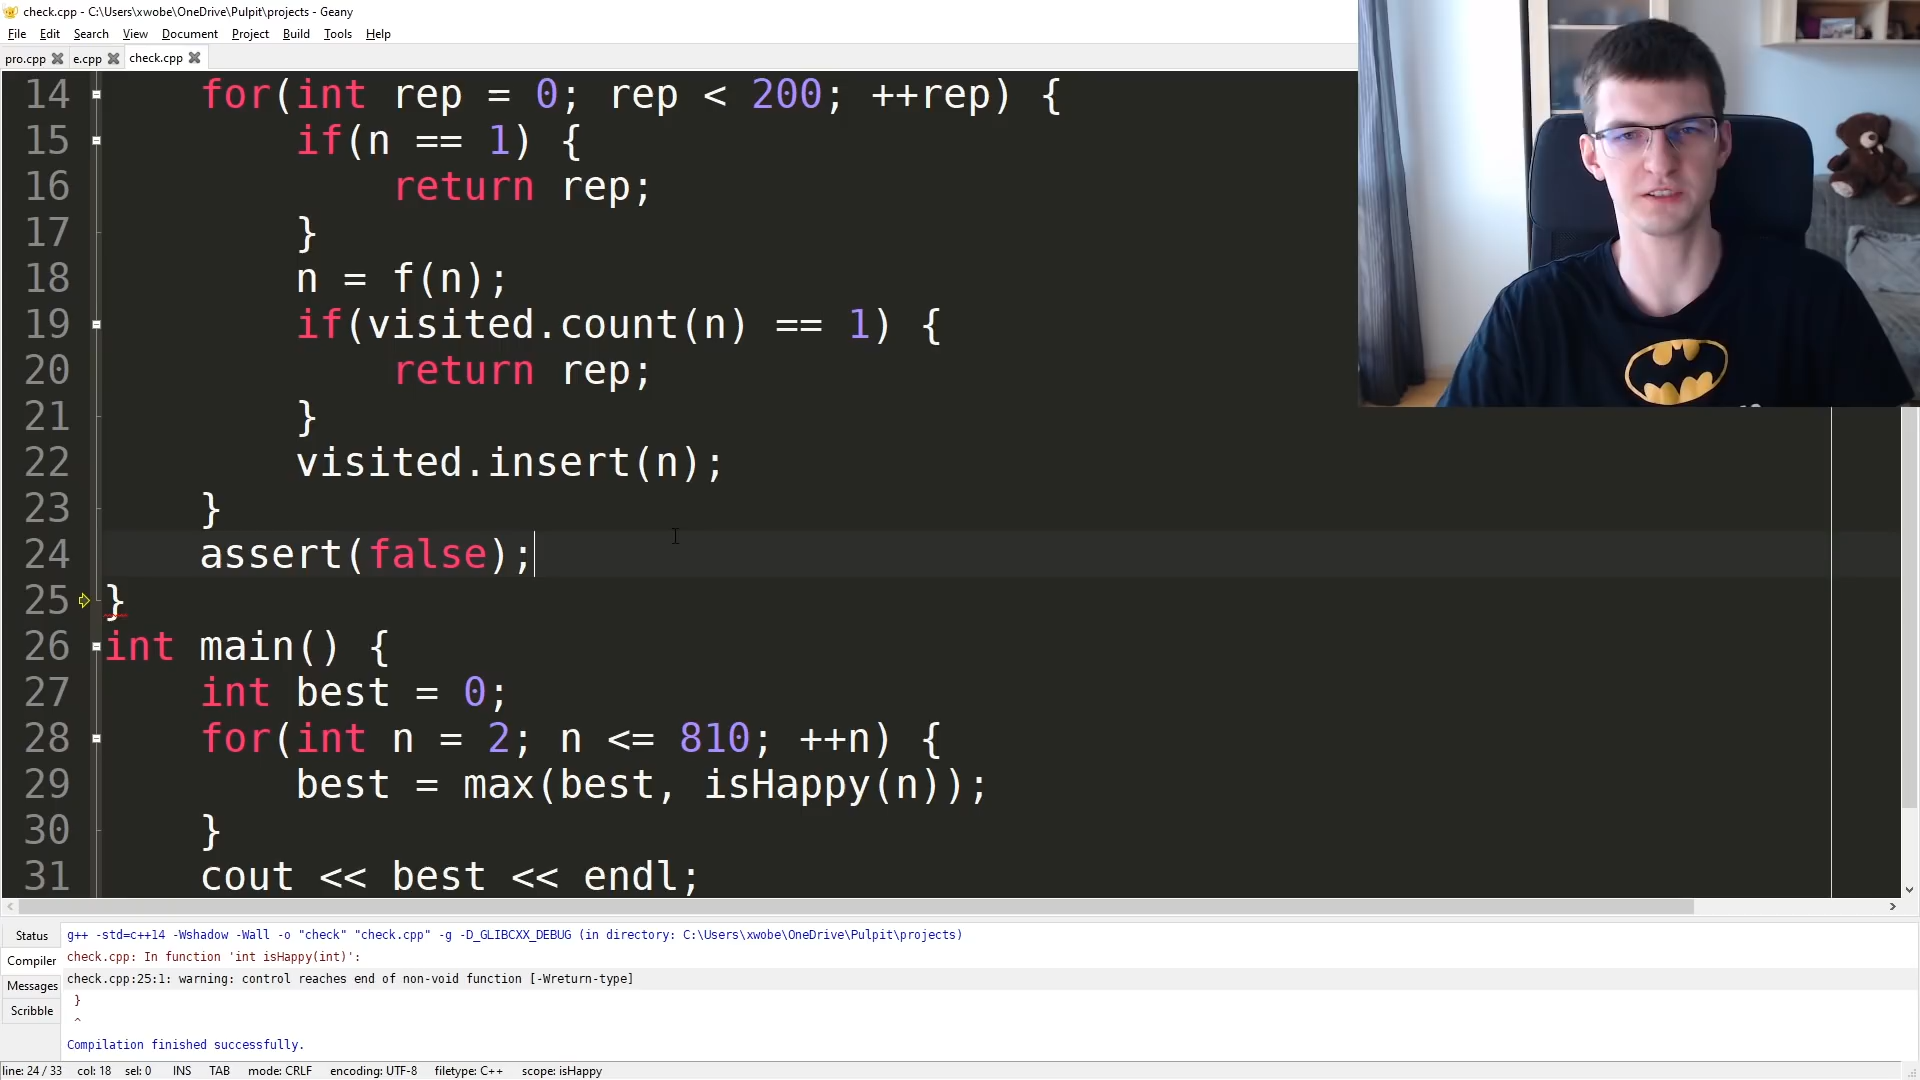 check.cpp - C:\Users\xwobe\OneDrive\Pulpit\projects - Geany
File Edit Search View Document Project Build Tools Help
pro.cpp e.cpp check.cpp
14 for(int rep = 0; rep < 200; ++rep) {
15 if(n == 1) {
16 return rep;
17 }
18 n = f(n);
19 if(visited.count(n) == 1) {
20 return rep;
21 }
22 visited.insert(n);
23 }
24 assert(false);
25 }
26 int main() {
27 int best = 0;
28 for(int n = 2; n <= 810; ++n) {
29 best = max(best, isHappy(n));
30 }
31 cout << best << endl;
Status
Compiler
Messages
Scribble
g++ -std=c++14 -Wshadow -Wall -o "check" "check.cpp" -g -D_GLIBCXX_DEBUG (in directory: C:\Users\xwobe\OneDrive\Pulpit\projects)
check.cpp: In function 'int isHappy(int)':
check.cpp:25:1: warning: control reaches end of non-void function [-Wreturn-type]
}
^
Compilation finished successfully.
line: 24 / 33 col: 18 sel: 0 INS TAB mode: CRLF encoding: UTF-8 filetype: C++ scope: isHappy